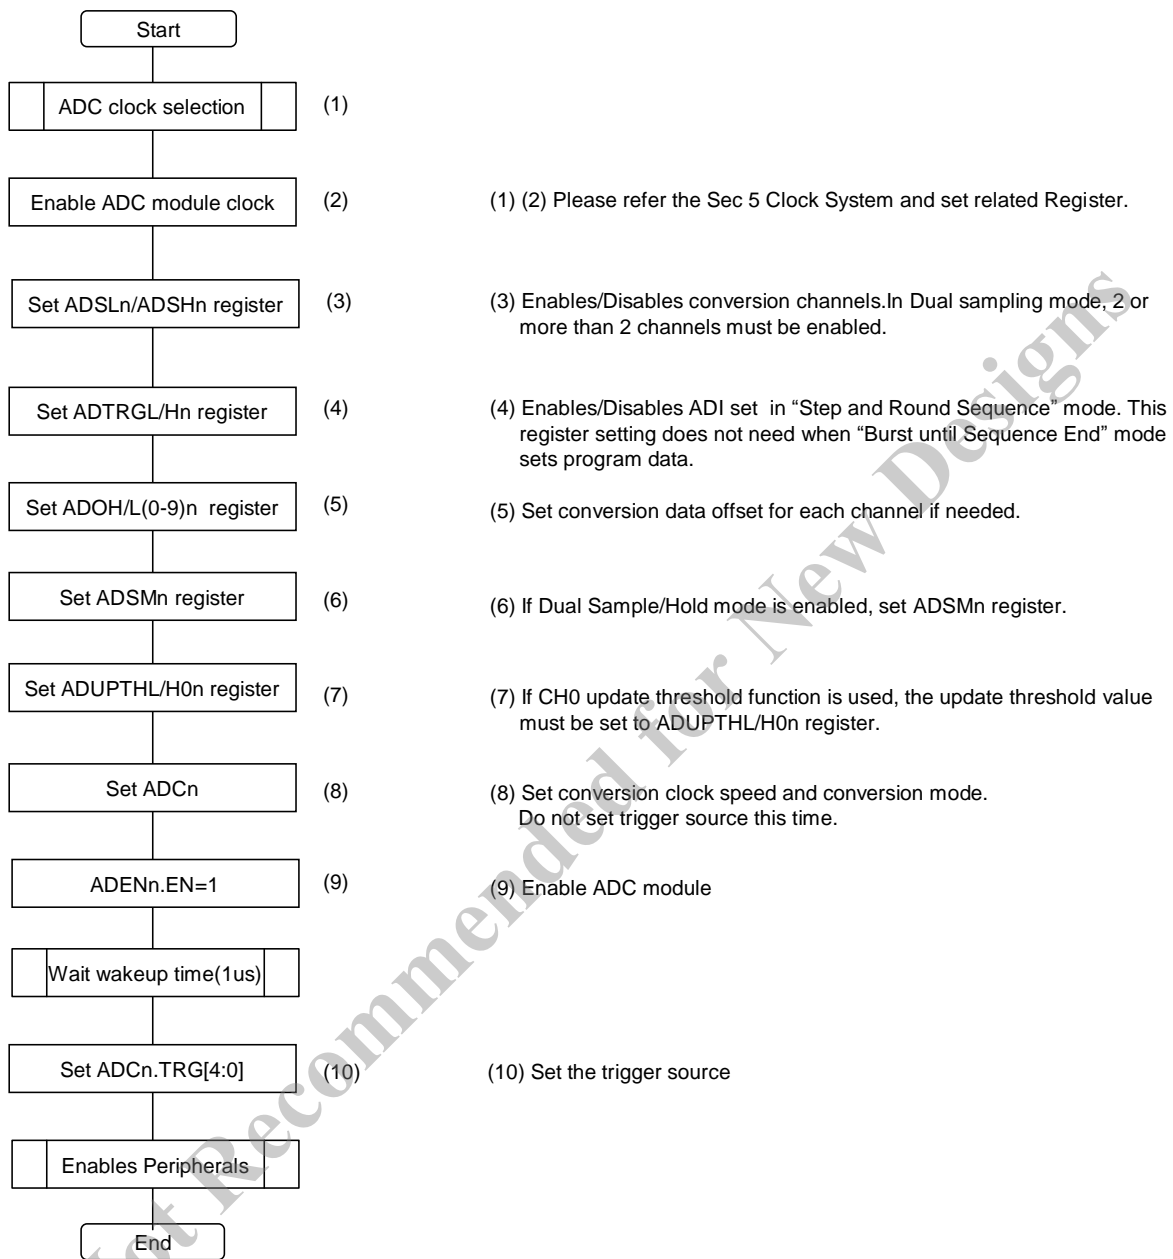 Start
ADC clock selection (1)
Enable ADC module clock (2) (1) (2) Please refer the Sec 5 Clock System and set related Register.
Set ADSLn/ADSHn register (3) (3) Enables/Disables conversion channels.In Dual sampling mode, 2 or
more than 2 channels must be enabled.
Set ADTRGL/Hn register (4) (4) Enables/Disables ADI set in “Step and Round Sequence” mode. This
register setting does not need when “Burst until Sequence End” mode
sets program data.
Set ADOH/L(0-9)n register (5) (5) Set conversion data offset for each channel if needed.
Set ADSMn register (6) (6) If Dual Sample/Hold mode is enabled, set ADSMn register.
Set ADUPTHL/H0n register (7) (7) If CH0 update threshold function is used, the update threshold value
must be set to ADUPTHL/H0n register.
Set ADCn (8) (8) Set conversion clock speed and conversion mode.
Do not set trigger source this time.
ADENn.EN=1 (9) (9) Enable ADC module
Wait wakeup time(1us)
Set ADCn.TRG[4:0] (10) (10) Set the trigger source
Enables Peripherals
End
Not Recommended for New Designs